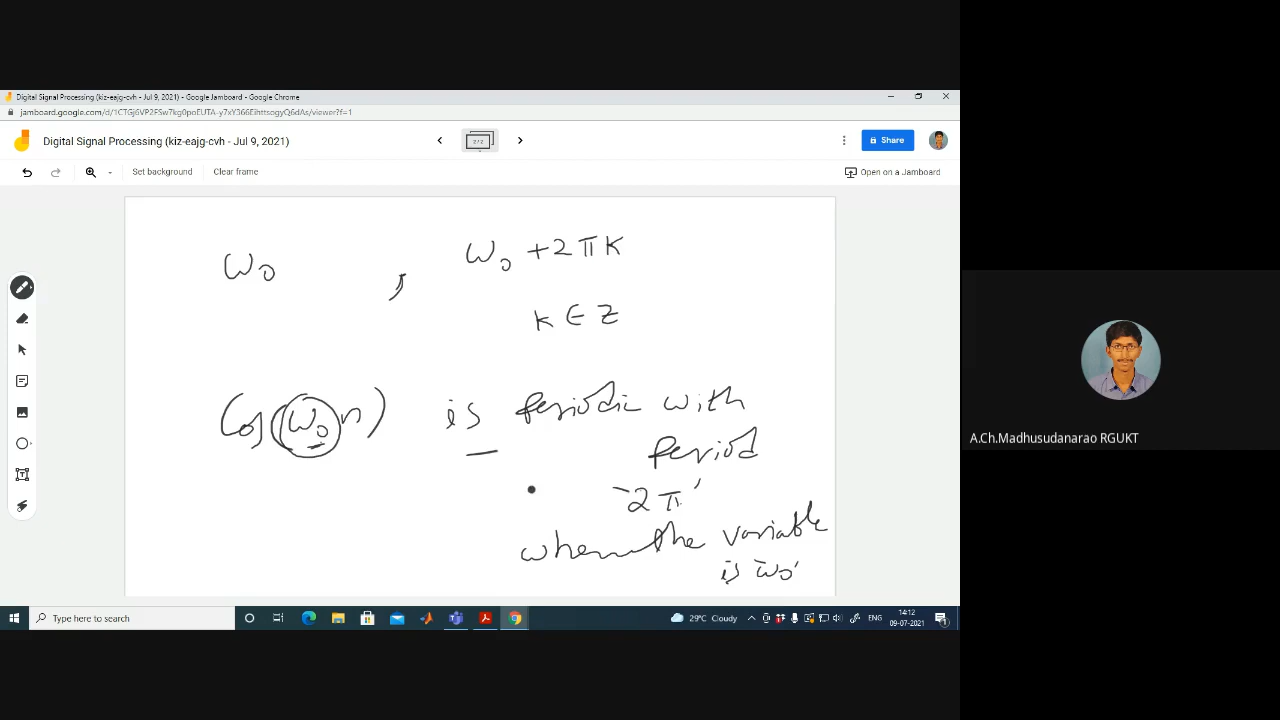 Digital Signal Processing (kiz-eajg-cvh - Jul 9, 2021) - Google Jamboard - Google Chrome
Digital Signal Processing (kiz-eajg-cvh - Jul 9, 2021)
2/2
Share
Set background
Clear frame
Open on a Jamboard
ω₀ , ω₀ + 2πk
k ∈ Z
Cos(ω₀n) is periodic with
period
'2π'
when the variable
is 'ω₀'
A.Ch.Madhusudanarao RGUKT
Type here to search
29°C Cloudy
ENG
14:12
09-07-2021